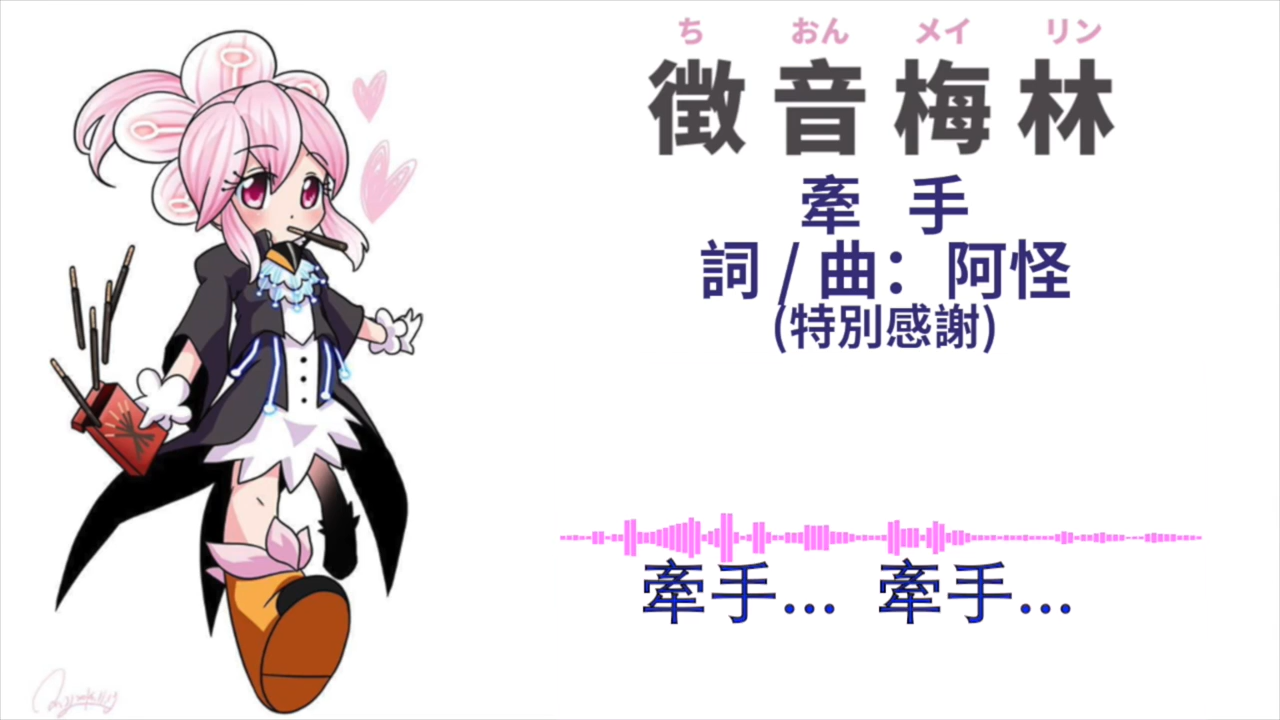 ち おん メイ リン
徵音梅林
牽 手
詞 / 曲：阿怪
(特別感謝)
牽手... 牽手...